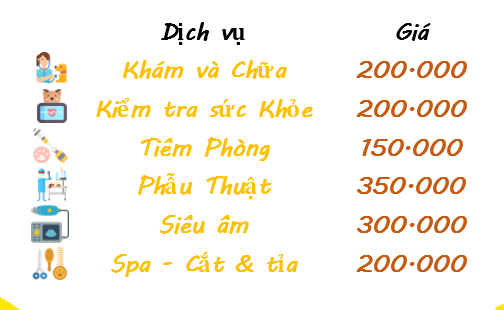 Dịch vụ Giá
Khám và Chữa 200.000
Kiểm tra sức Khỏe 200.000
Tiêm Phòng 150.000
Phẫu Thuật 350.000
Siêu âm 300.000
Spa - Cắt & tỉa 200.000